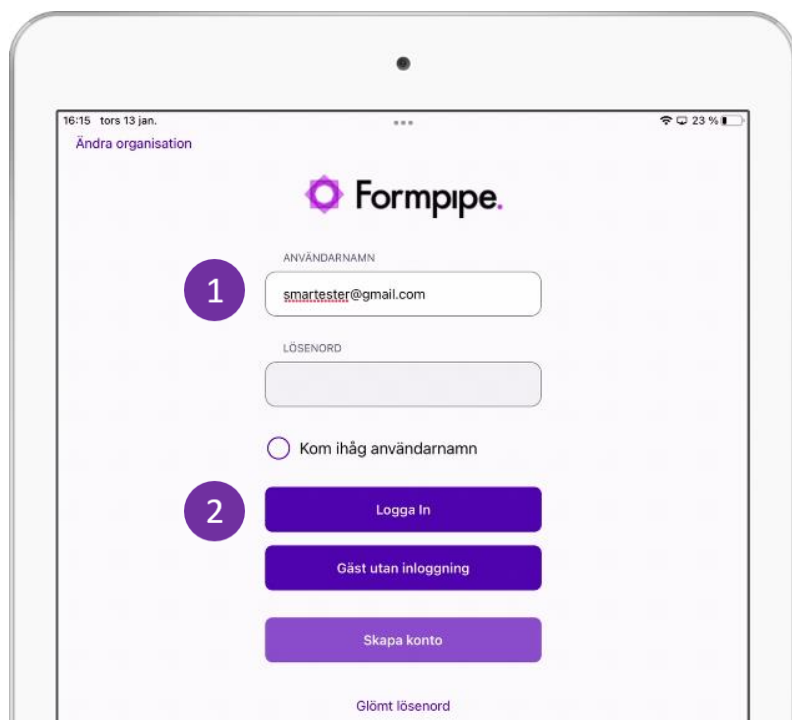 16:15 tors 13 jan.
23 %
Ändra organisation
Formpipe.
ANVÄNDARNAMN
1
smartester@gmail.com
LÖSENORD
Kom ihåg användarnamn
2
Logga In
Gäst utan inloggning
Skapa konto
Glömt lösenord